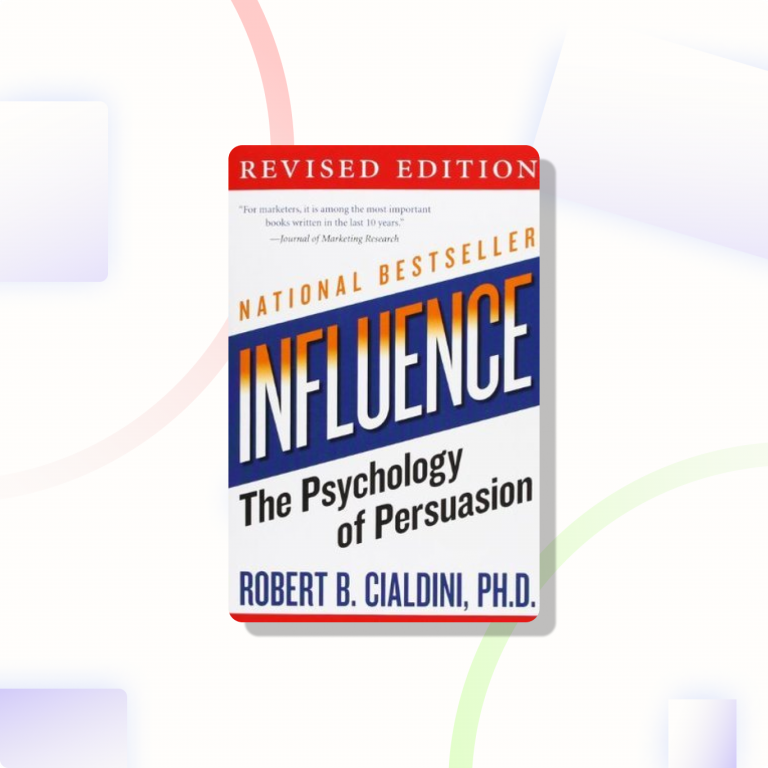 REVISED EDITION
"For marketers, it is among the most important
books written in the last 10 years."
—Journal of Marketing Research
NATIONAL BESTSELLER
INFLUENCE
The Psychology
of Persuasion
ROBERT B. CIALDINI, PH.D.